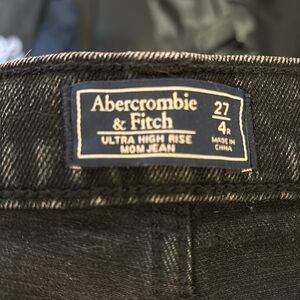 Abercrombie
& Fitch
ULTRA HIGH RISE
MOM JEAN
27
4R
MADE IN
CHINA